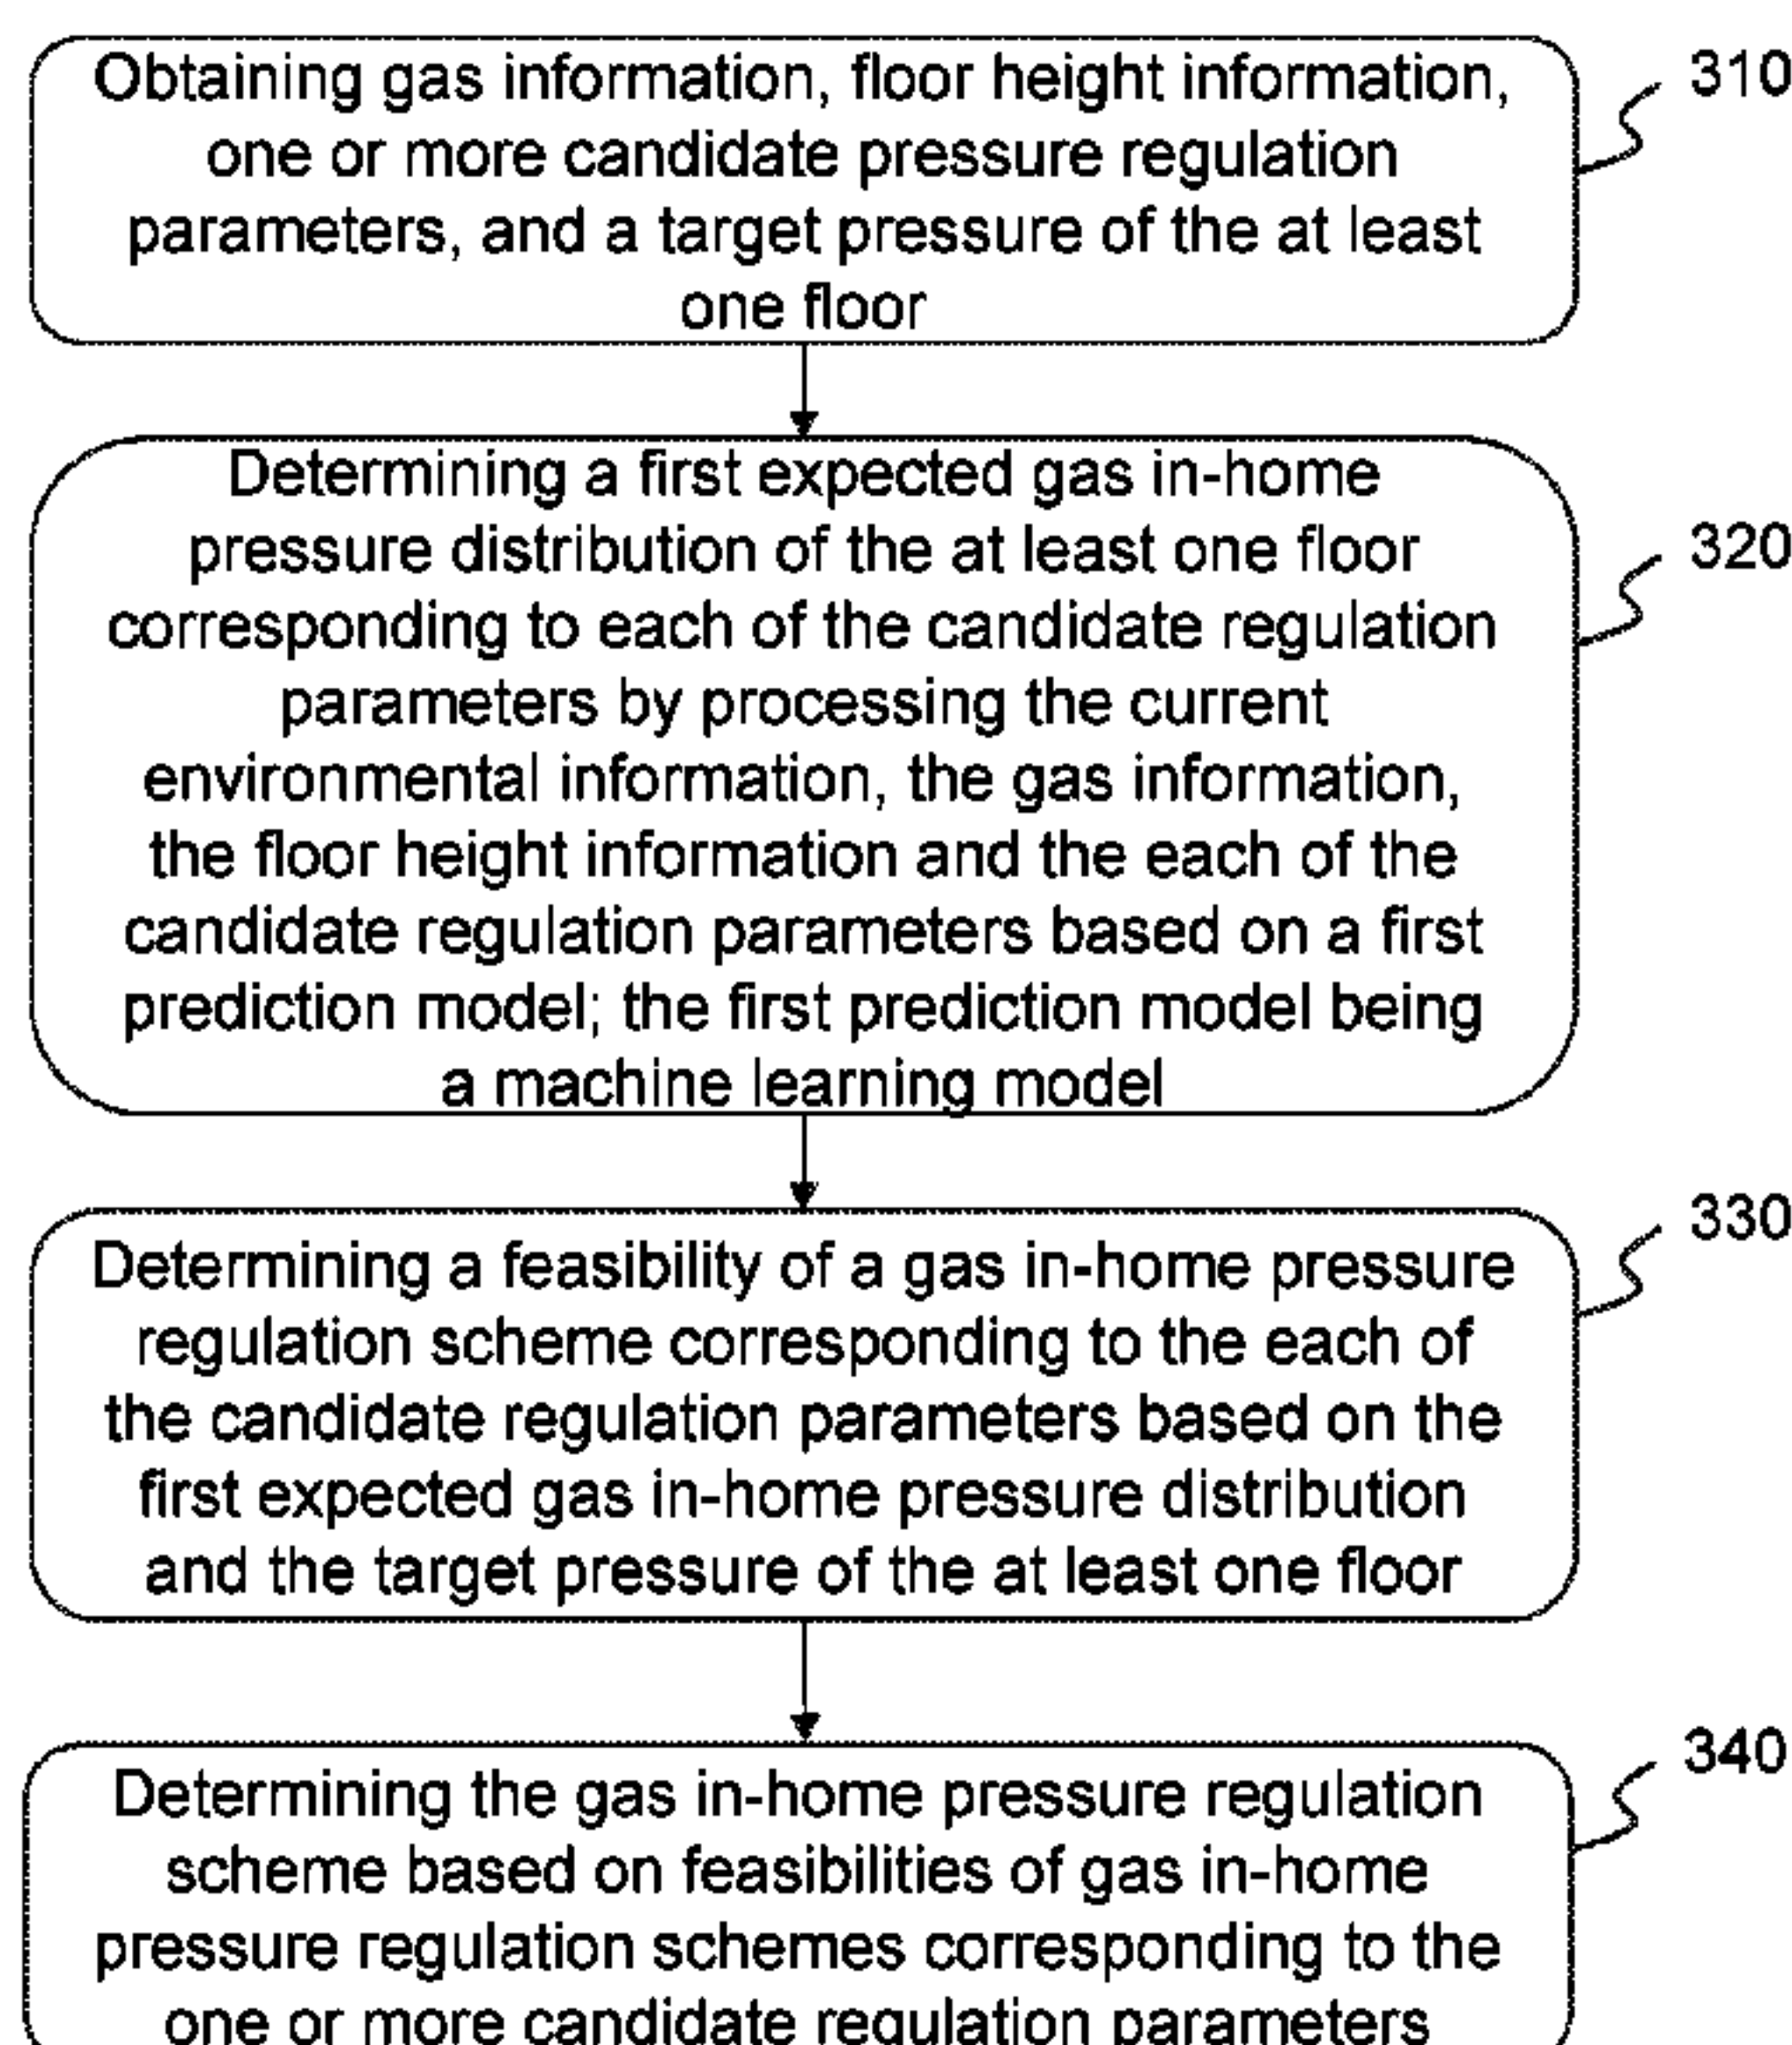 Obtaining gas information, floor height information,
one or more candidate pressure regulation
parameters, and a target pressure of the at least
one floor
310
Determining a first expected gas in-home
pressure distribution of the at least one floor
corresponding to each of the candidate regulation
parameters by processing the current
environmental information, the gas information,
the floor height information and the each of the
candidate regulation parameters based on a first
prediction model; the first prediction model being
a machine learning model
320
Determining a feasibility of a gas in-home pressure
regulation scheme corresponding to the each of
the candidate regulation parameters based on the
first expected gas in-home pressure distribution
and the target pressure of the at least one floor
330
Determining the gas in-home pressure regulation
scheme based on feasibilities of gas in-home
pressure regulation schemes corresponding to the
one or more candidate regulation parameters
340